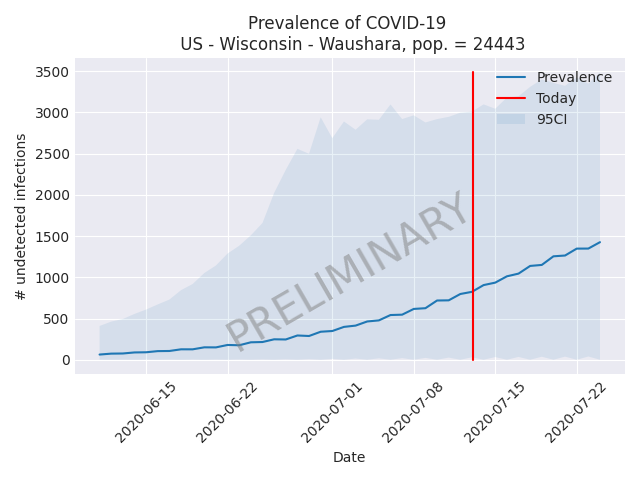 Prevalence of COVID-19
US - Wisconsin - Waushara, pop. = 24443
3500
3000
2500
2000
1500
1000
500
0
# undetected infections
Prevalence
Today
95CI
PRELIMINARY
2020-06-15
2020-06-22
2020-07-01
2020-07-08
2020-07-15
2020-07-22
Date